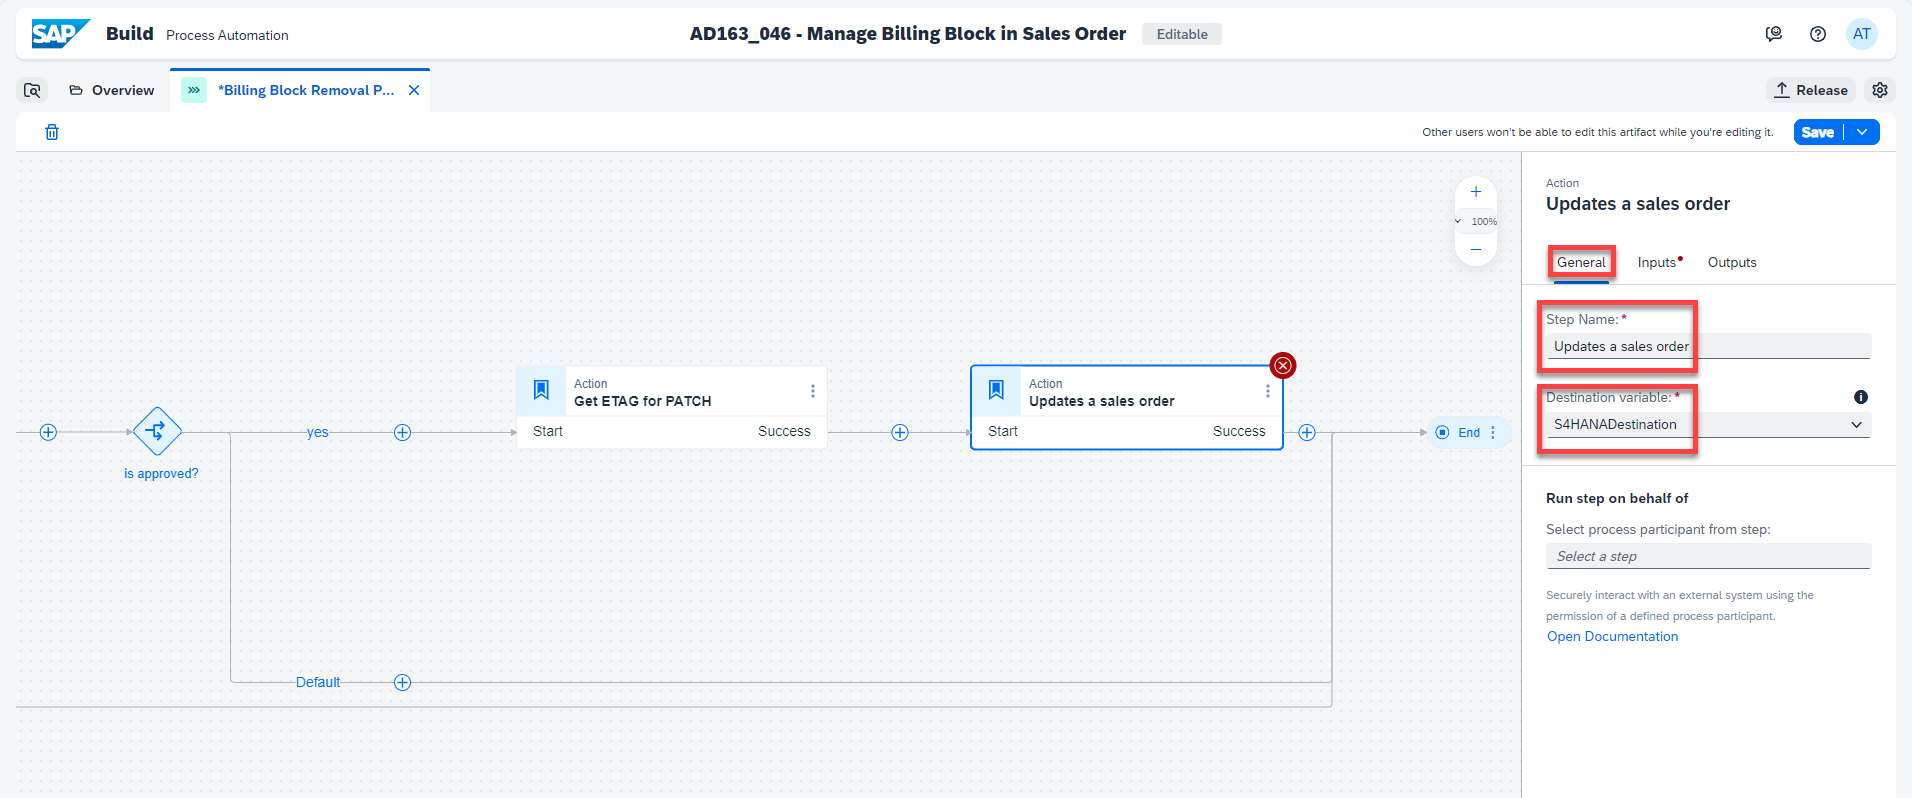 SAP Build Process Automation
AD163_046 - Manage Billing Block in Sales Order Editable
AT
Overview
*Billing Block Removal P...
Release
Other users won't be able to edit this artifact while you're editing it.
Save
100%
is approved?
yes
Default
Action
Get ETAG for PATCH
Start Success
Action
Updates a sales order
Start Success
End
Action
Updates a sales order
General Inputs Outputs
Step Name: *
Updates a sales order
Destination variable: *
S4HANADestination
Run step on behalf of
Select process participant from step:
Select a step
Securely interact with an external system using the
permission of a defined process participant.
Open Documentation